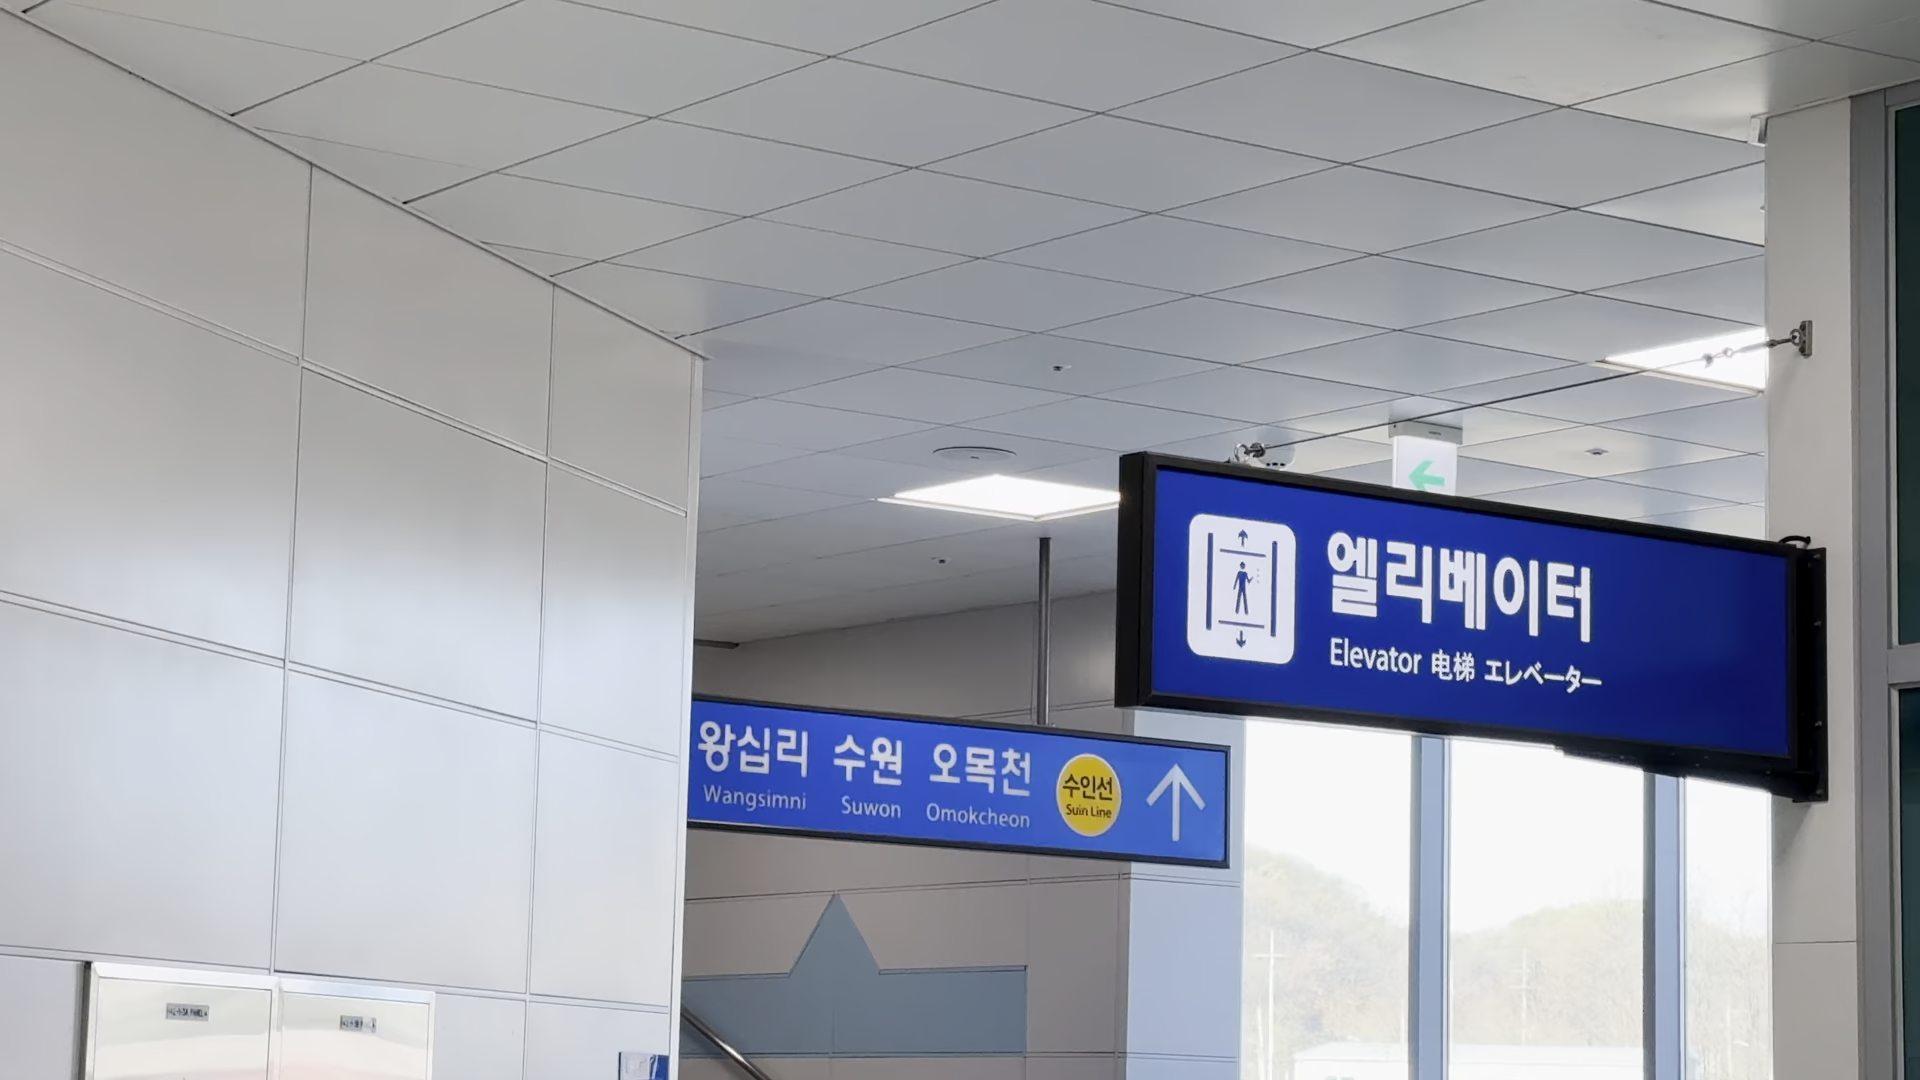 엘리베이터
Elevator 电梯 エレベーター
왕십리 수원 오목천
Wangsimni Suwon Omokcheon
수인선
Suin Line